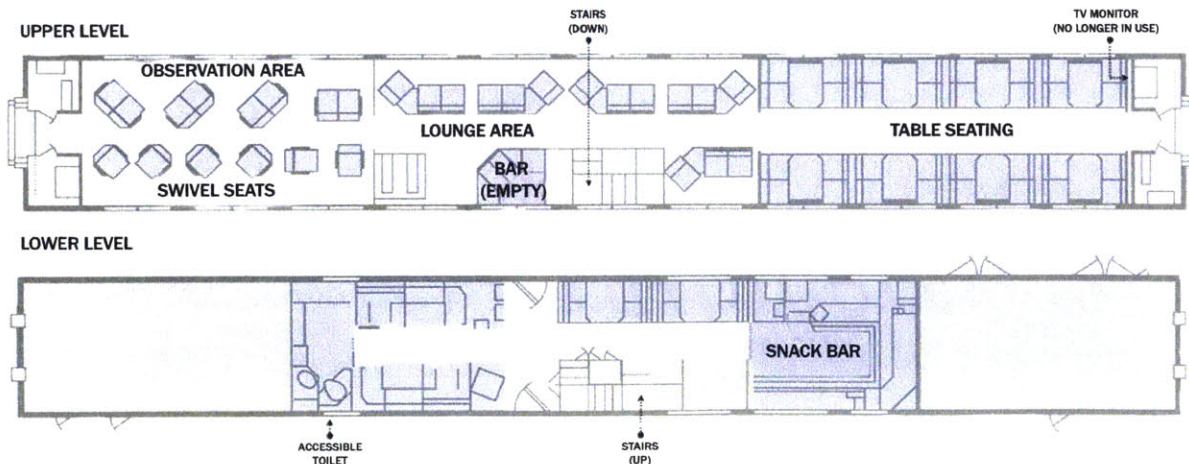 UPPER LEVEL
STAIRS
(DOWN)
TV MONITOR
(NO LONGER IN USE)
OBSERVATION AREA
LOUNGE AREA
TABLE SEATING
BAR
(EMPTY)
SWIVEL SEATS
LOWER LEVEL
SNACK BAR
ACCESSIBLE
TOILET
STAIRS
(UP)